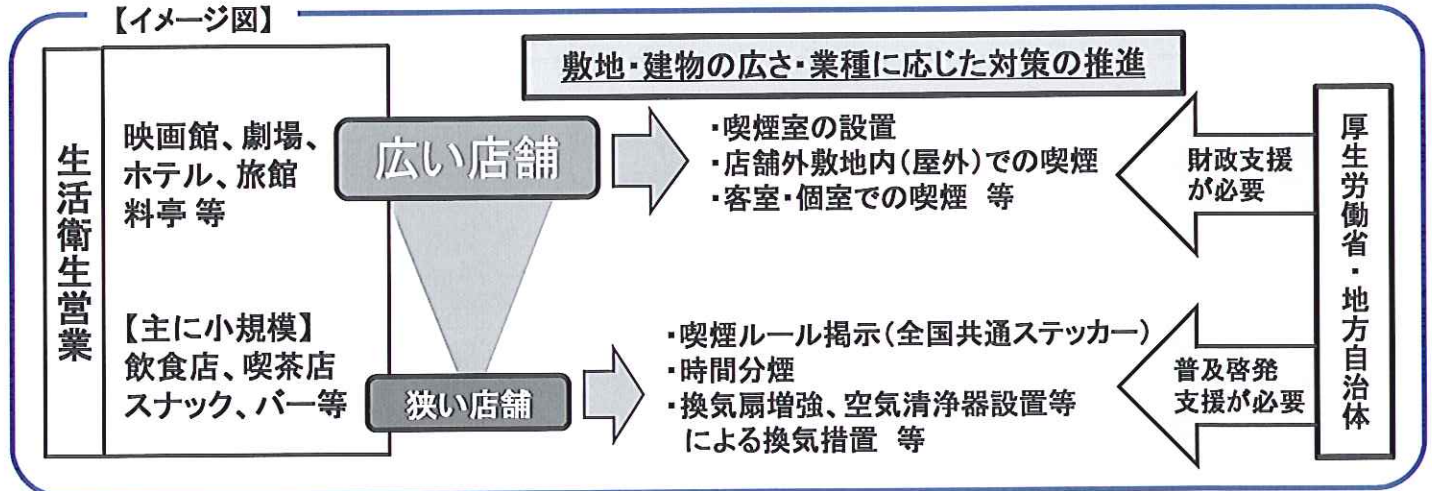 【イメージ図】
敷地・建物の広さ・業種に応じた対策の推進
生活衛生営業
映画館、劇場、
ホテル、旅館
料亭 等
広い店舗
・喫煙室の設置
・店舗外敷地内(屋外)での喫煙
・客室・個室での喫煙 等
財政支援
が必要
厚生労働省・地方自治体
【主に小規模】
飲食店、喫茶店
スナック、バー等
狭い店舗
・喫煙ルール掲示(全国共通ステッカー)
・時間分煙
・換気扇増強、空気清浄器設置等
による換気措置 等
普及啓発
支援が必要